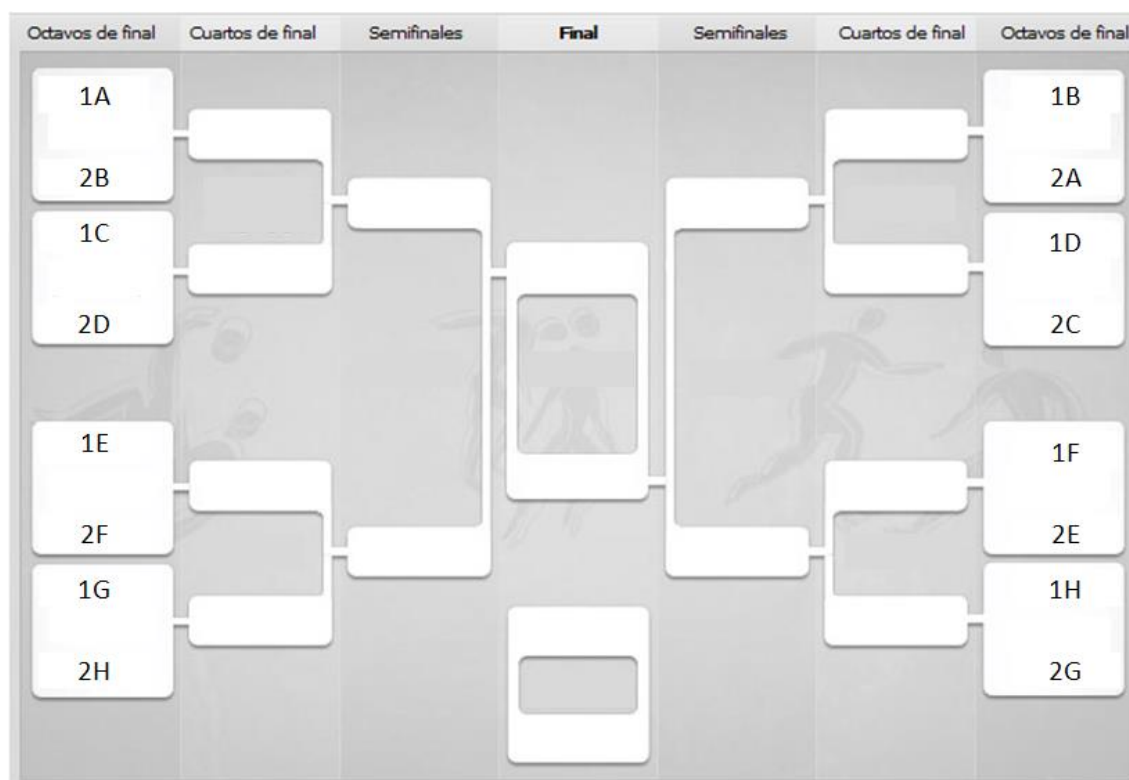 Octavos de final Cuartos de final Semifinales Final Semifinales Cuartos de final Octavos de final
1A
2B
1C
2D
1E
2F
1G
2H
1B
2A
1D
2C
1F
2E
1H
2G